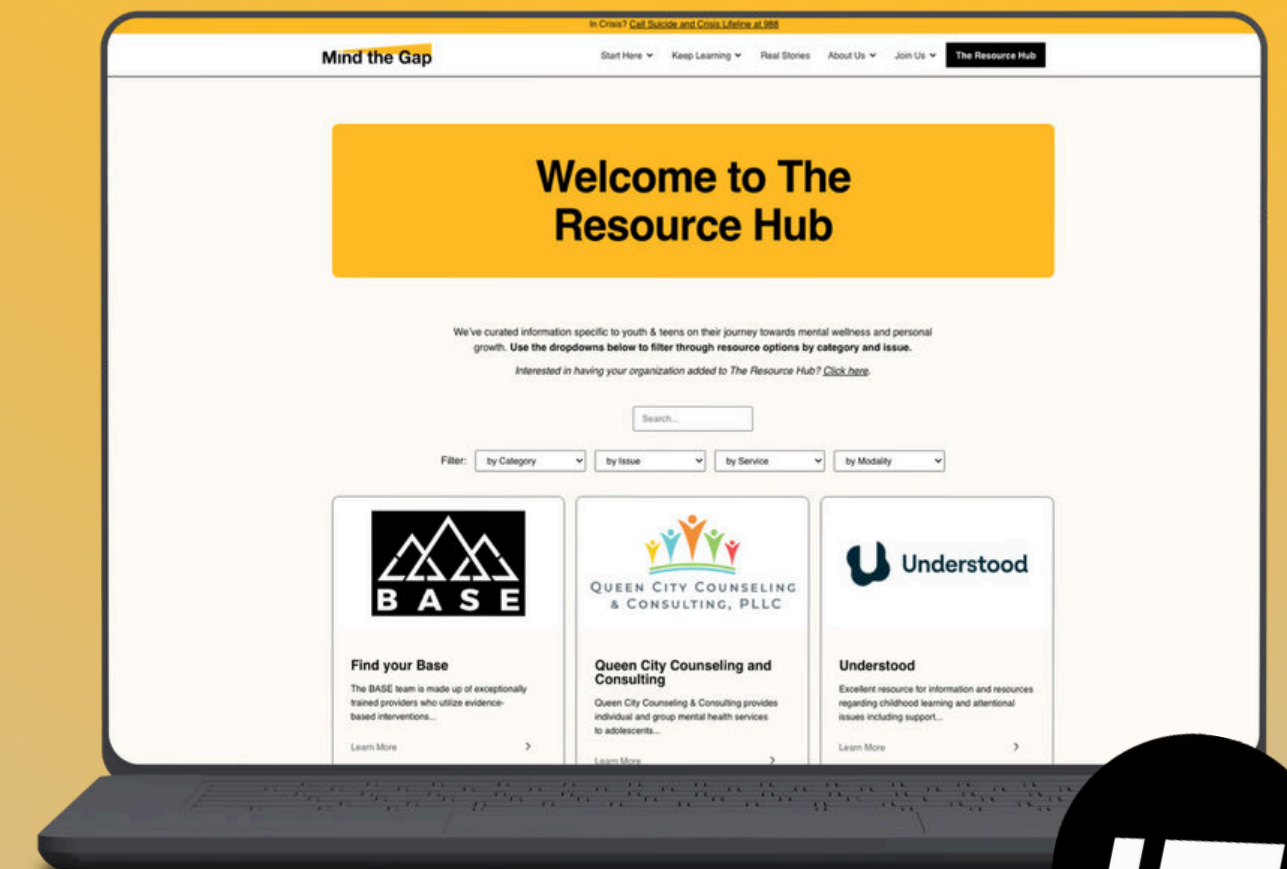 In Crisis? Call Suicide and Crisis Lifeline at 988
Mind the Gap
Start Here Keep Learning Real Stories About Us Join Us The Resource Hub
Welcome to The
Resource Hub
We've curated information specific to youth & teens on their journey towards mental wellness and personal
growth. Use the dropdowns below to filter through resource options by category and issue.
Interested in having your organization added to The Resource Hub? Click here.
Search...
Filter: by Category by Issue by Service by Modality
BASE
QUEEN CITY COUNSELING
& CONSULTING, PLLC
Understood
Find your Base
The BASE team is made up of exceptionally
trained providers who utilize evidence-
based interventions...
Learn More
Queen City Counseling and
Consulting
Queen City Counseling & Consulting provides
individual and group mental health services
to adolescents...
Learn More
Understood
Excellent resource for information and resources
regarding childhood learning and attentional
issues including support...
Learn More